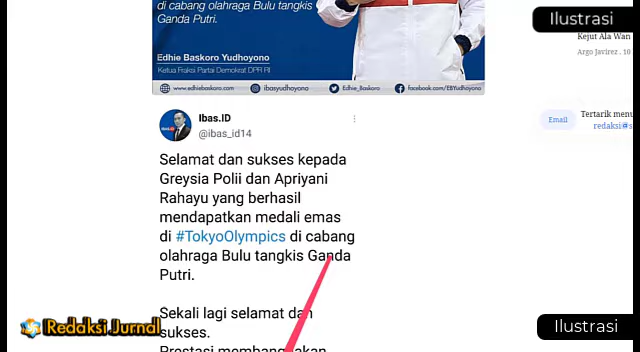 di cabang olahraga Bulu tangkis
Ganda Putri.
Edhie Baskoro Yudhoyono
Ketua Fraksi Partai Demokrat DPR RI
www.edhiebaskoro.com
ibasyudhoyono
Edhie_Baskoro
facebook.com/EBYudhoyono
Ilustrasi
Kejut Ala Wan
Argo Javirez . 10
Email
Tertarik menu
redaksi#s
Ibas.ID
@ibas_id14
Selamat dan sukses kepada
Greysia Polii dan Apriyani
Rahayu yang berhasil
mendapatkan medali emas
di #TokyoOlympics di cabang
olahraga Bulu tangkis Ganda
Putri.
Sekali lagi selamat dan
sukses.
Prestasi membanggakan
Redaksi Jurnal
Ilustrasi